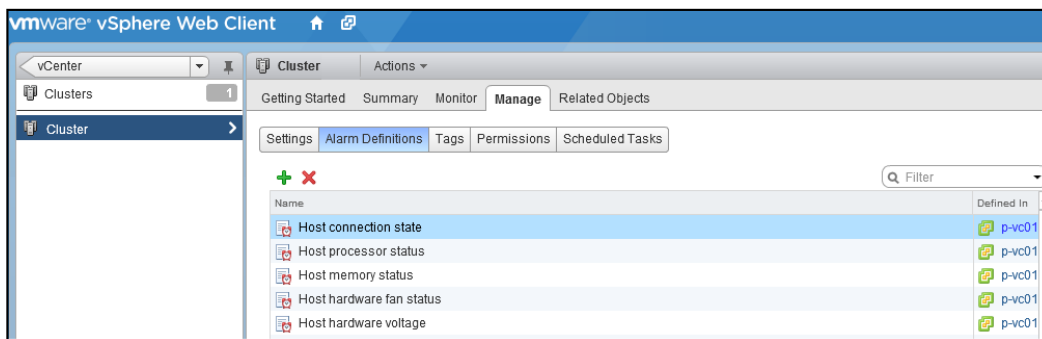 vmware® vSphere Web Client
vCenter
Clusters 1
Cluster
Cluster Actions
Getting Started Summary Monitor Manage Related Objects
Settings Alarm Definitions Tags Permissions Scheduled Tasks
Filter
Name Defined In
Host connection state p-vc01
Host processor status p-vc01
Host memory status p-vc01
Host hardware fan status p-vc01
Host hardware voltage p-vc01